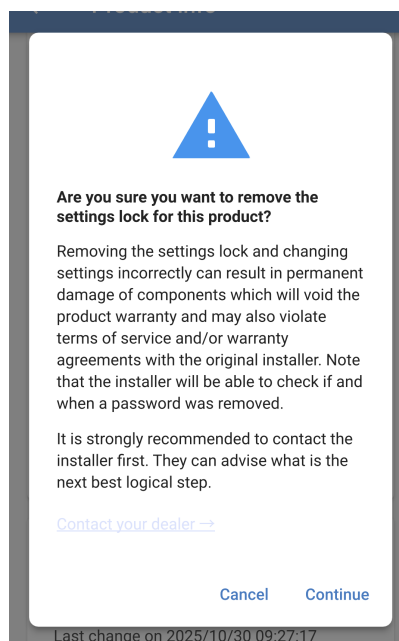 Are you sure you want to remove the
settings lock for this product?
Removing the settings lock and changing
settings incorrectly can result in permanent
damage of components which will void the
product warranty and may also violate
terms of service and/or warranty
agreements with the original installer. Note
that the installer will be able to check if and
when a password was removed.
It is strongly recommended to contact the
installer first. They can advise what is the
next best logical step.
Contact your dealer →
Cancel Continue
Last change on 2025/10/30 09:27:17